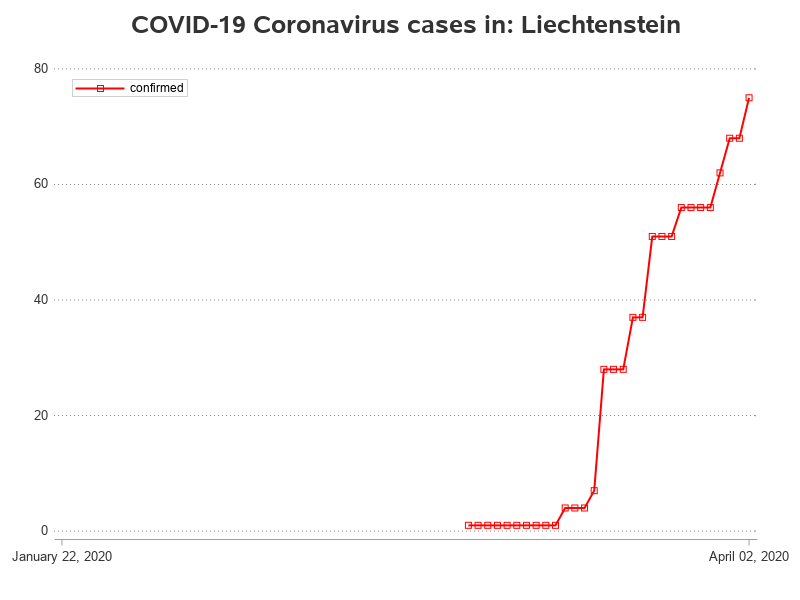 COVID-19 Coronavirus cases in: Liechtenstein
80
confirmed
60
40
20
0
January 22, 2020
April 02, 2020